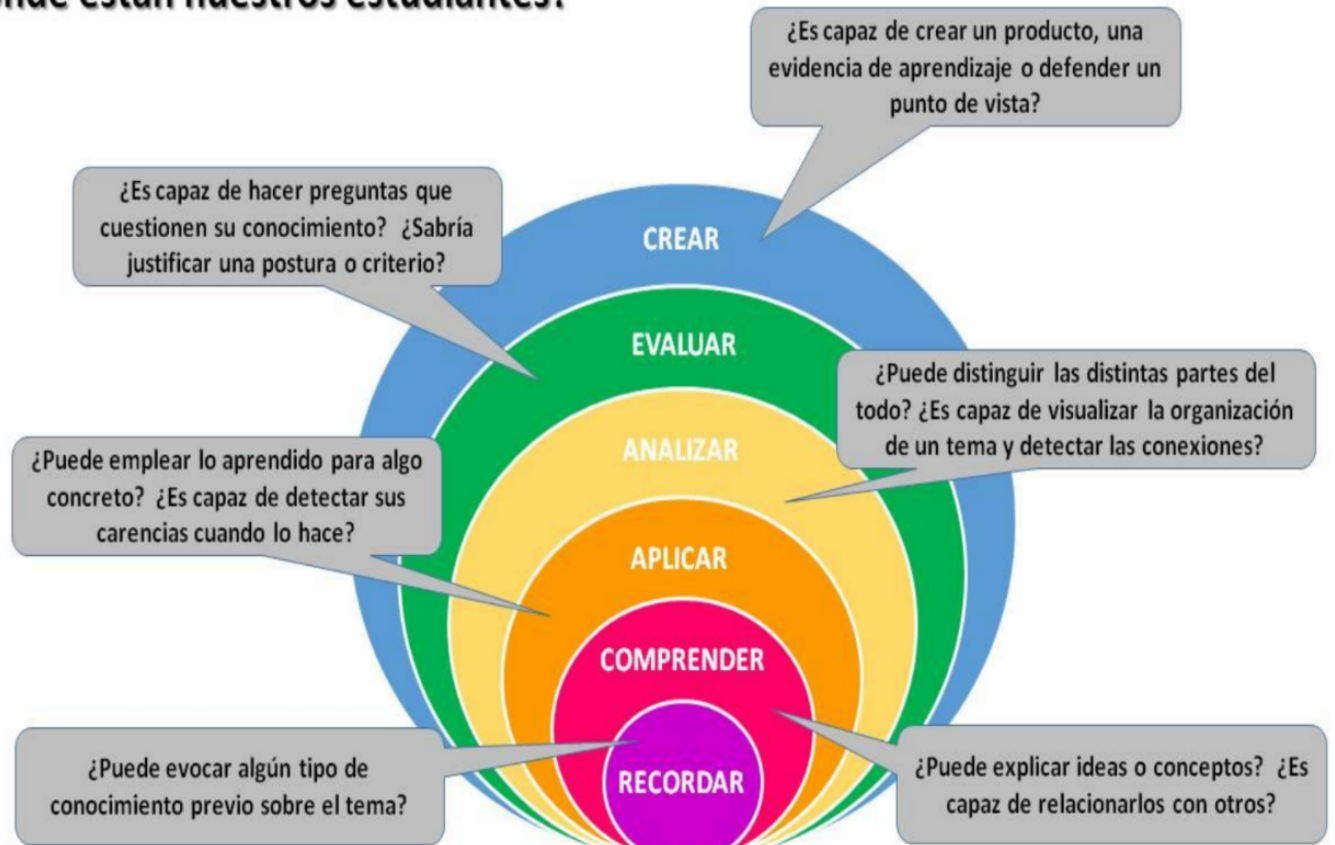 nde están nuestros estudiantes?
¿Es capaz de crear un producto, una
evidencia de aprendizaje o defender un
punto de vista?
¿Es capaz de hacer preguntas que
cuestionen su conocimiento? ¿Sabría
justificar una postura o criterio?
CREAR
EVALUAR
¿Puede distinguir las distintas partes del
todo? ¿Es capaz de visualizar la organización
de un tema y detectar las conexiones?
ANALIZAR
¿Puede emplear lo aprendido para algo
concreto? ¿Es capaz de detectar sus
carencias cuando lo hace?
APLICAR
COMPRENDER
¿Puede evocar algún tipo de
conocimiento previo sobre el tema?
RECORDAR
¿Puede explicar ideas o conceptos? ¿Es
capaz de relacionarlos con otros?